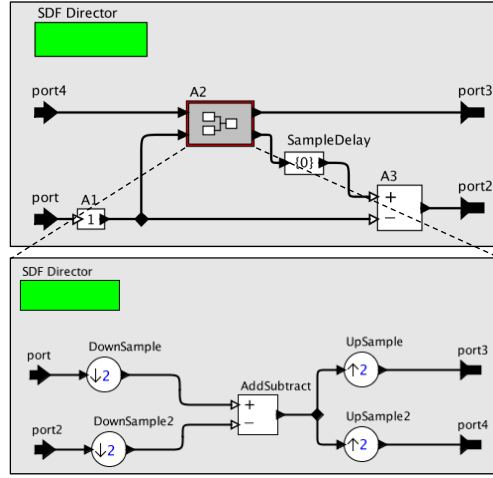 SDF Director
port4
A2
port3
SampleDelay
{0}
A3
port
A1
1
+
−
port2
SDF Director
port
DownSample
↓2
AddSubtract
+
−
UpSample
↑2
port3
port2
DownSample2
↓2
UpSample2
↑2
port4